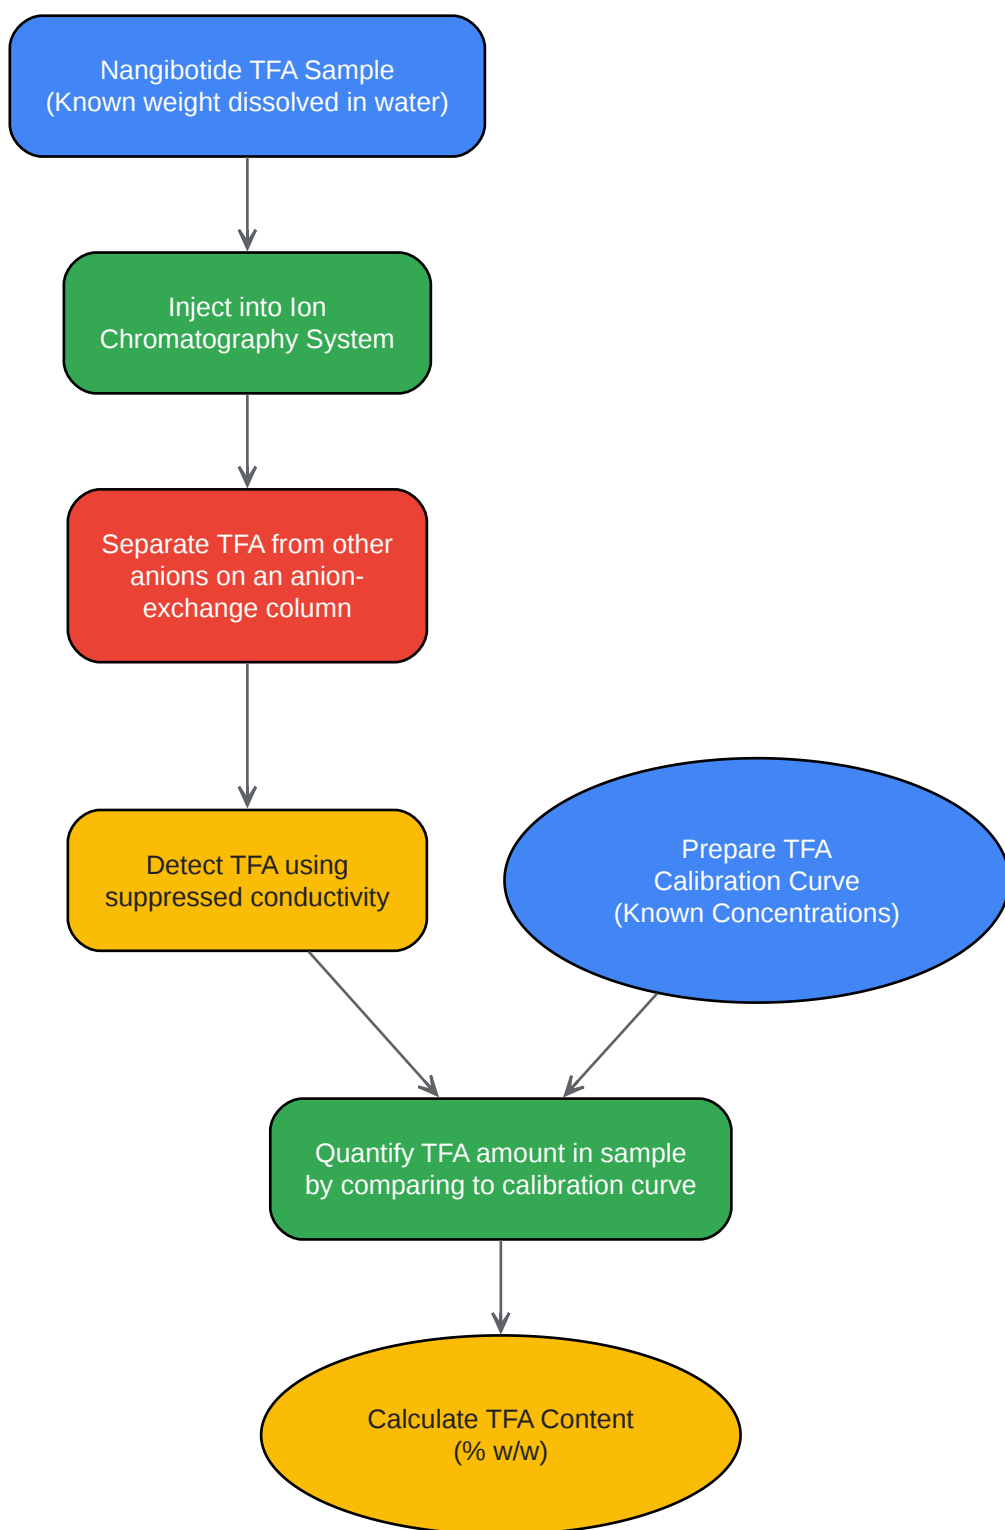 Nangibotide TFA Sample
(Known weight dissolved in water)
Inject into Ion
Chromatography System
Separate TFA from other
anions on an anion-
exchange column
Detect TFA using
suppressed conductivity
Prepare TFA
Calibration Curve
(Known Concentrations)
Quantify TFA amount in sample
by comparing to calibration curve
Calculate TFA Content
(% w/w)